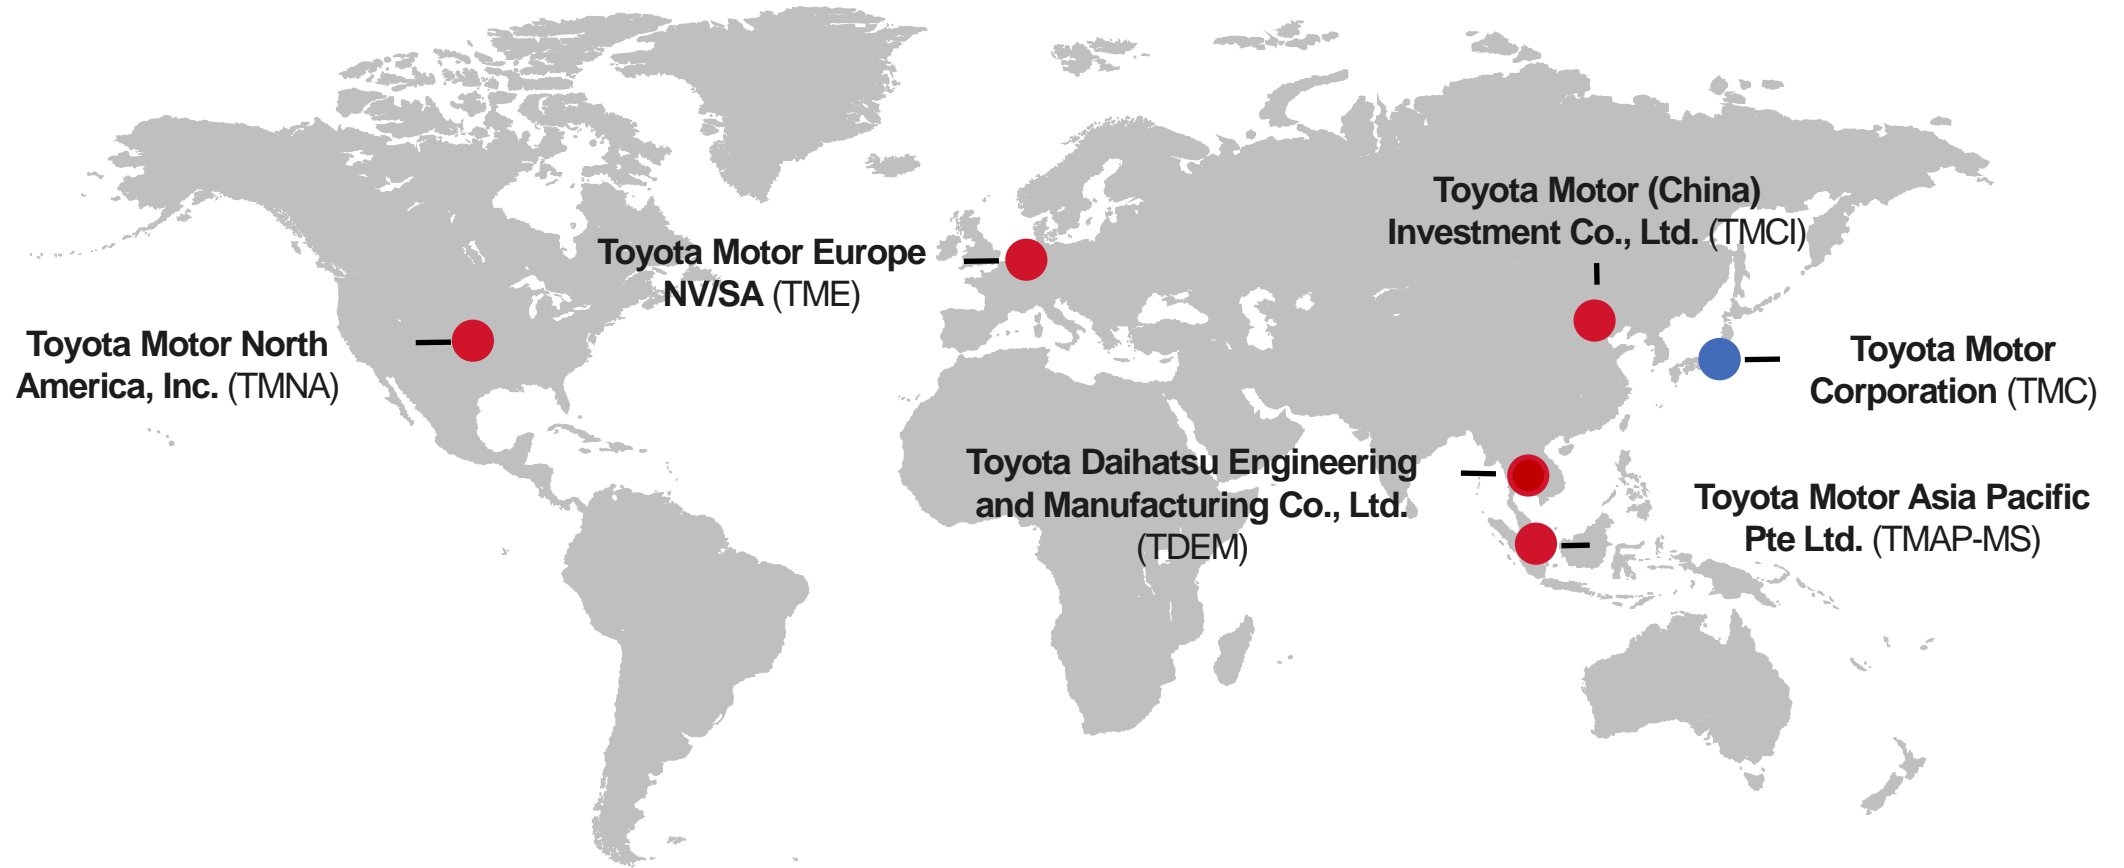 Toyota Motor (China)
Investment Co., Ltd. (TMCI)
Toyota Motor Europe
NV/SA (TME)
Toyota Motor North
America, Inc. (TMNA)
Toyota Motor
Corporation (TMC)
Toyota Daihatsu Engineering
and Manufacturing Co., Ltd.
(TDEM)
Toyota Motor Asia Pacific
Pte Ltd. (TMAP-MS)